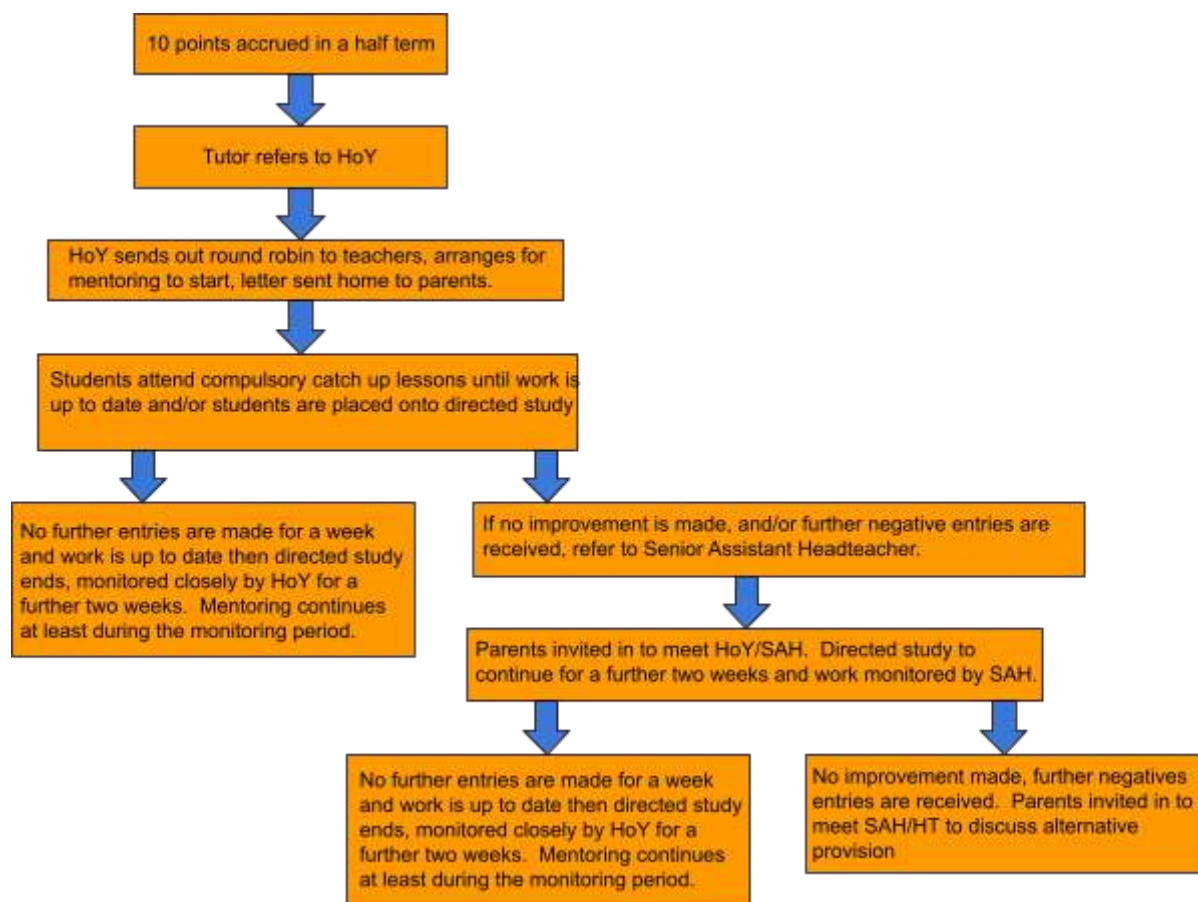 10 points accrued in a half term
Tutor refers to HoY
HoY sends out round robin to teachers, arranges for
mentoring to start, letter sent home to parents.
Students attend compulsory catch up lessons until work is
up to date and/or students are placed onto directed study
No further entries are made for a week
and work is up to date then directed study
ends, monitored closely by HoY for a
further two weeks.  Mentoring continues
at least during the monitoring period.
If no improvement is made, and/or further negative entries are
received, refer to Senior Assistant Headteacher.
Parents invited in to meet HoY/SAH.  Directed study to
continue for a further two weeks and work monitored by SAH.
No further entries are made for a week
and work is up to date then directed study
ends, monitored closely by HoY for a
further two weeks.  Mentoring continues
at least during the monitoring period.
No improvement made, further negatives
entries are received.  Parents invited in to
meet SAH/HT to discuss alternative
provision